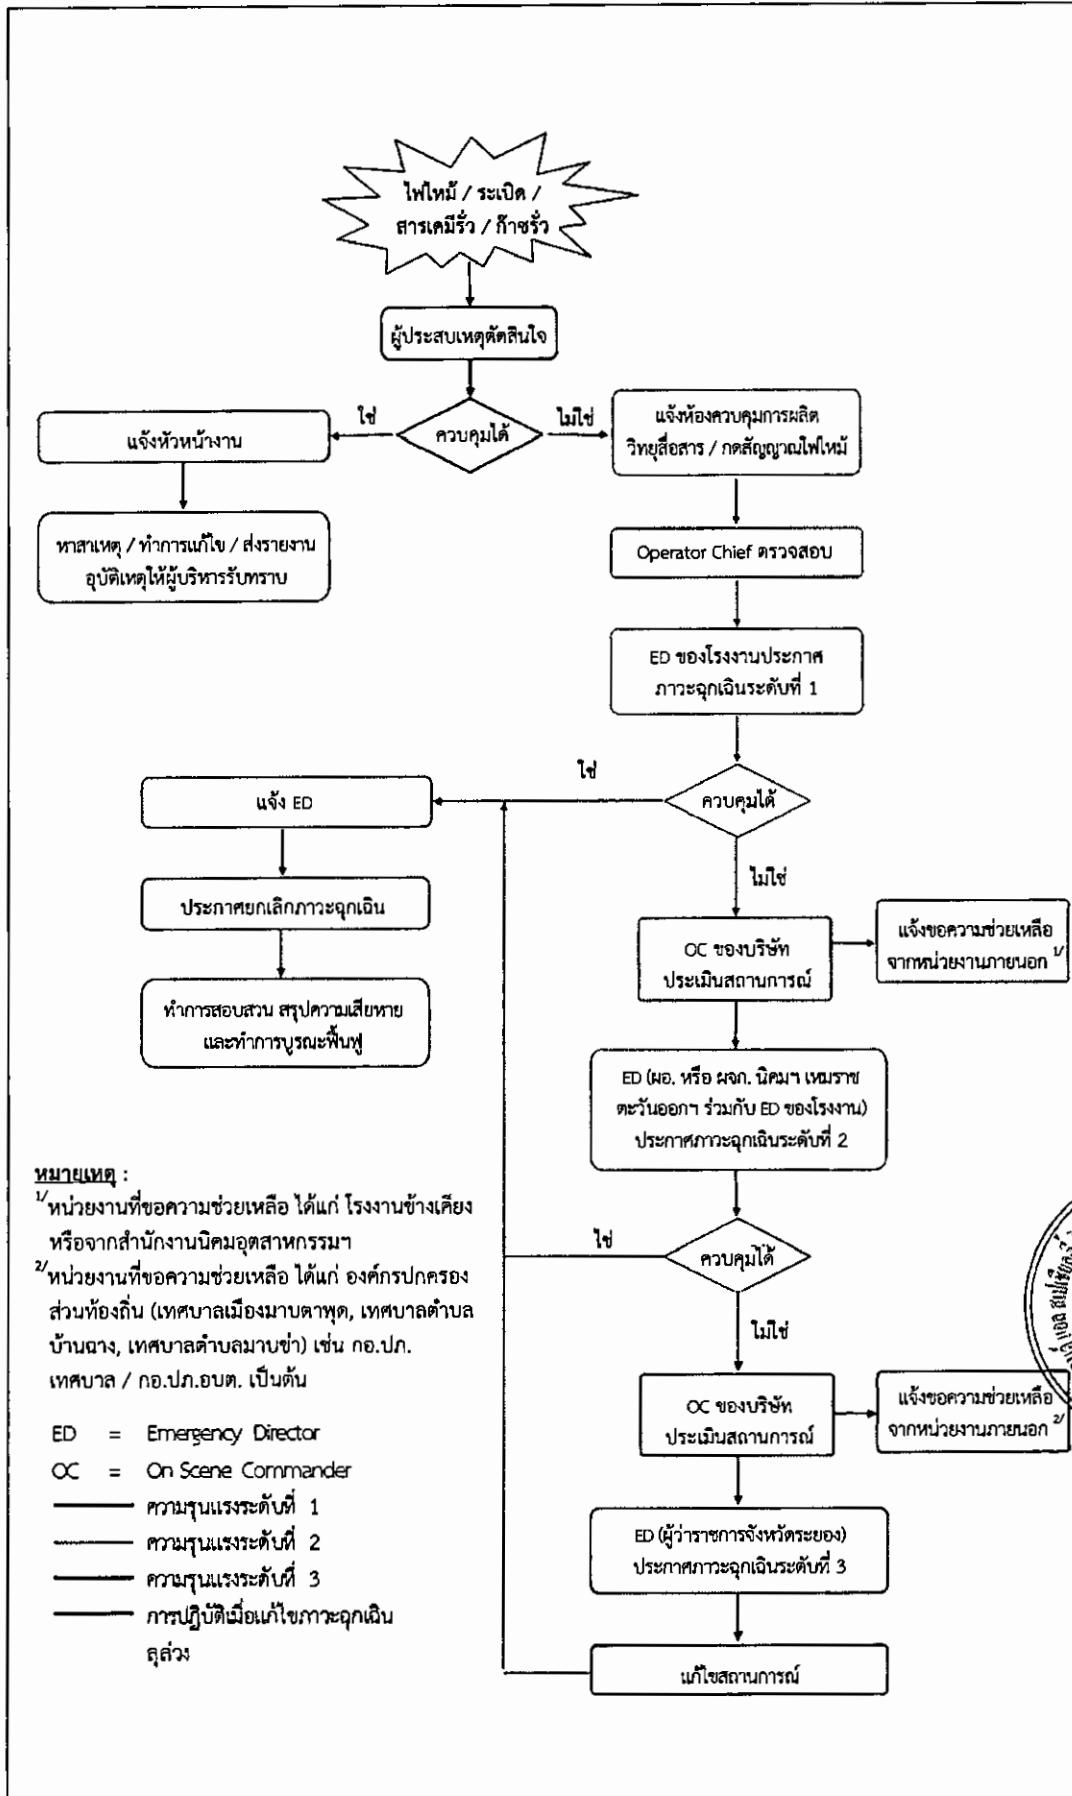 ไฟไหม้ / ระเบิด /
สารเคมีรั่ว / ก๊าซรั่ว
ผู้ประสบเหตุตัดสินใจ
ควบคุมได้
ใช่
ไม่ใช่
แจ้งหัวหน้างาน
หาสาเหตุ / ทำการแก้ไข / ส่งรายงาน
อุบัติเหตุให้ผู้บริหารรับทราบ
แจ้งห้องควบคุมการผลิต
วิทยุสื่อสาร / กดสัญญาณไฟไหม้
Operator Chief ตรวจสอบ
ED ของโรงงานประกาศ
ภาวะฉุกเฉินระดับที่ 1
ควบคุมได้
ใช่
ไม่ใช่
แจ้ง ED
ประกาศยกเลิกภาวะฉุกเฉิน
ทำการสอบสวน สรุปความเสียหาย
และทำการบูรณะฟื้นฟู
OC ของบริษัท
ประเมินสถานการณ์
แจ้งขอความช่วยเหลือ
จากหน่วยงานภายนอก 1/
ED (ผอ. หรือ ผจก. นิคมฯ เหมราช
ตะวันออกฯ ร่วมกับ ED ของโรงงาน)
ประกาศภาวะฉุกเฉินระดับที่ 2
ควบคุมได้
ใช่
ไม่ใช่
OC ของบริษัท
ประเมินสถานการณ์
แจ้งขอความช่วยเหลือ
จากหน่วยงานภายนอก 2/
ED (ผู้ว่าราชการจังหวัดระยอง)
ประกาศภาวะฉุกเฉินระดับที่ 3
แก้ไขสถานการณ์
หมายเหตุ :
1/ หน่วยงานที่ขอความช่วยเหลือ ได้แก่ โรงงานข้างเคียง
หรือจากสำนักงานนิคมอุตสาหกรรมฯ
2/ หน่วยงานที่ขอความช่วยเหลือ ได้แก่ องค์กรปกครอง
ส่วนท้องถิ่น (เทศบาลเมืองมาบตาพุด, เทศบาลตำบล
บ้านฉาง, เทศบาลตำบลมาบข่า) เช่น กอ.ปภ.
เทศบาล / กอ.ป.ภ.อบต. เป็นต้น
ED = Emergency Director
OC = On Scene Commander
ความรุนแรงระดับที่ 1
ความรุนแรงระดับที่ 2
ความรุนแรงระดับที่ 3
การปฏิบัติเมื่อแก้ไขภาวะฉุกเฉิน
ลุล่วง